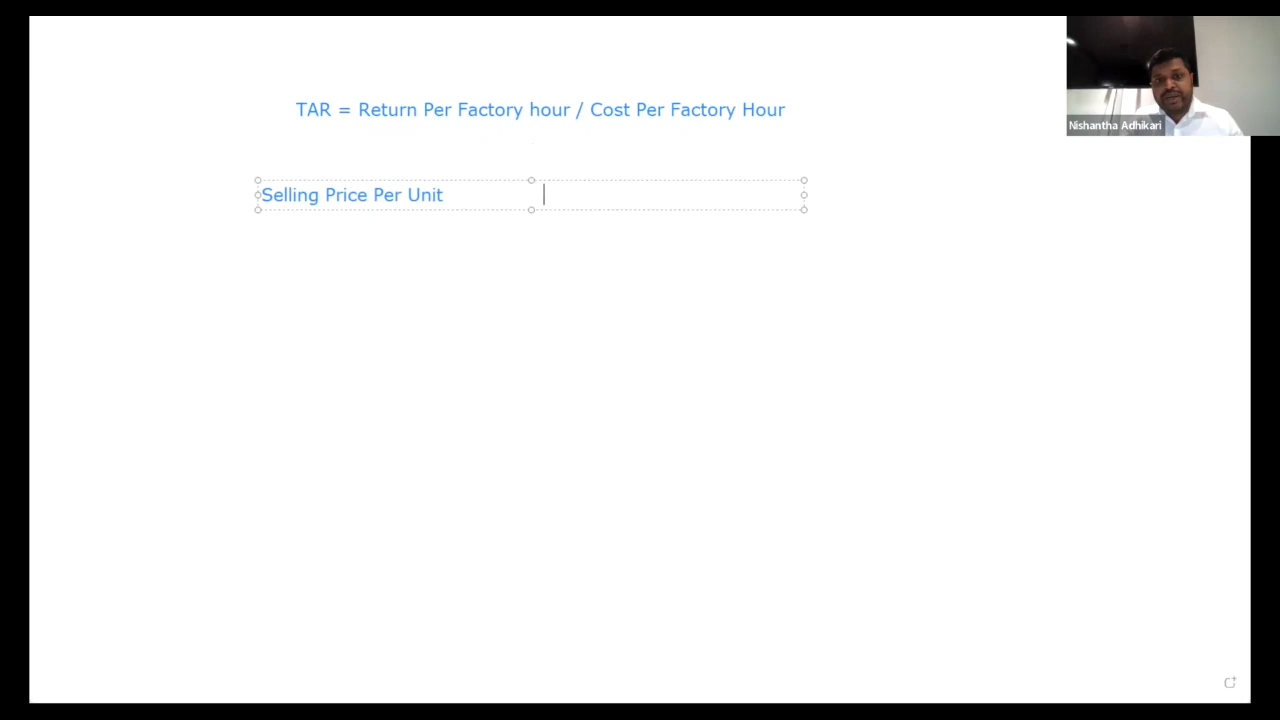 TAR = Return Per Factory hour / Cost Per Factory Hour
Nishantha Adhikari
Selling Price Per Unit